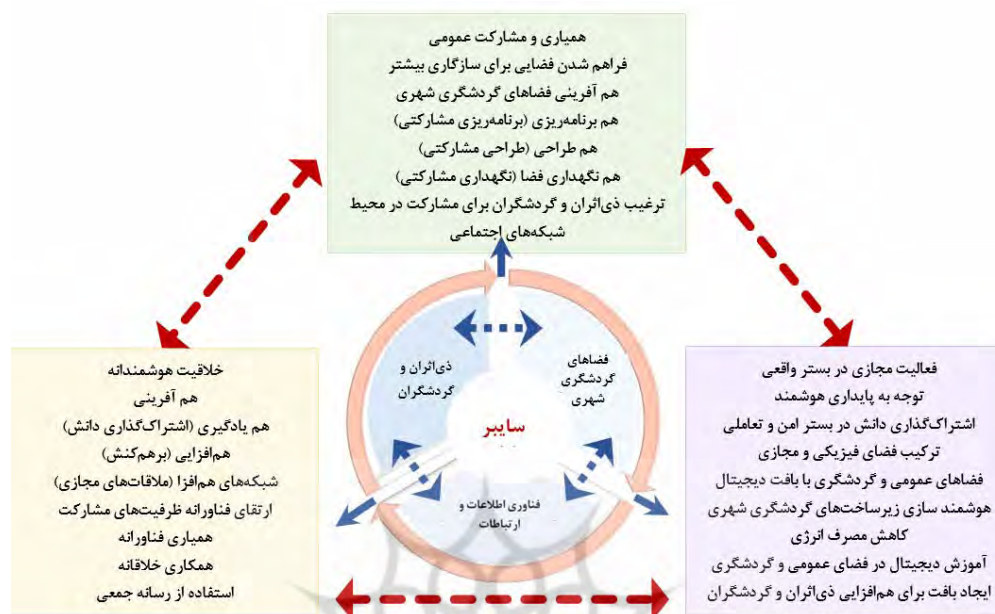 همیاری و مشارکت عمومی
فراهم شدن فضایی برای سازگاری بیشتر
هم آفرینی فضاهای گردشگری شهری
هم برنامه‌ریزی (برنامه‌ریزی مشارکتی)
هم طراحی (طراحی مشارکتی)
هم نگهداری فضا (نگهداری مشارکتی)
ترغیب ذی‌اثران و گردشگران برای مشارکت در محیط
شبکه‌های اجتماعی
فضاهای
گردشگری
شهری
ذی‌اثران و
گردشگران
سایبر
فناوری اطلاعات و
ارتباطات
فعالیت مجازی در بستر واقعی
توجه به پایداری هوشمند
اشتراک‌گذاری دانش در بستر امن و تعاملی
ترکیب فضای فیزیکی و مجازی
فضاهای عمومی و گردشگری با بافت دیجیتال
هوشمند سازی زیرساخت‌های گردشگری شهری
کاهش مصرف انرژی
آموزش دیجیتال در فضای عمومی و گردشگری
ایجاد بافت برای هم‌افزایی ذی‌اثران و گردشگران
خلاقیت هوشمندانه
هم آفرینی
هم یادگیری (اشتراک‌گذاری دانش)
هم‌افزایی (برهم‌کنش)
شبکه‌های هم‌افزا (ملاقات‌های مجازی)
ارتقای فناورانه ظرفیت‌های مشارکت
همیاری فناورانه
همکاری خلاقانه
استفاده از رسانه جمعی